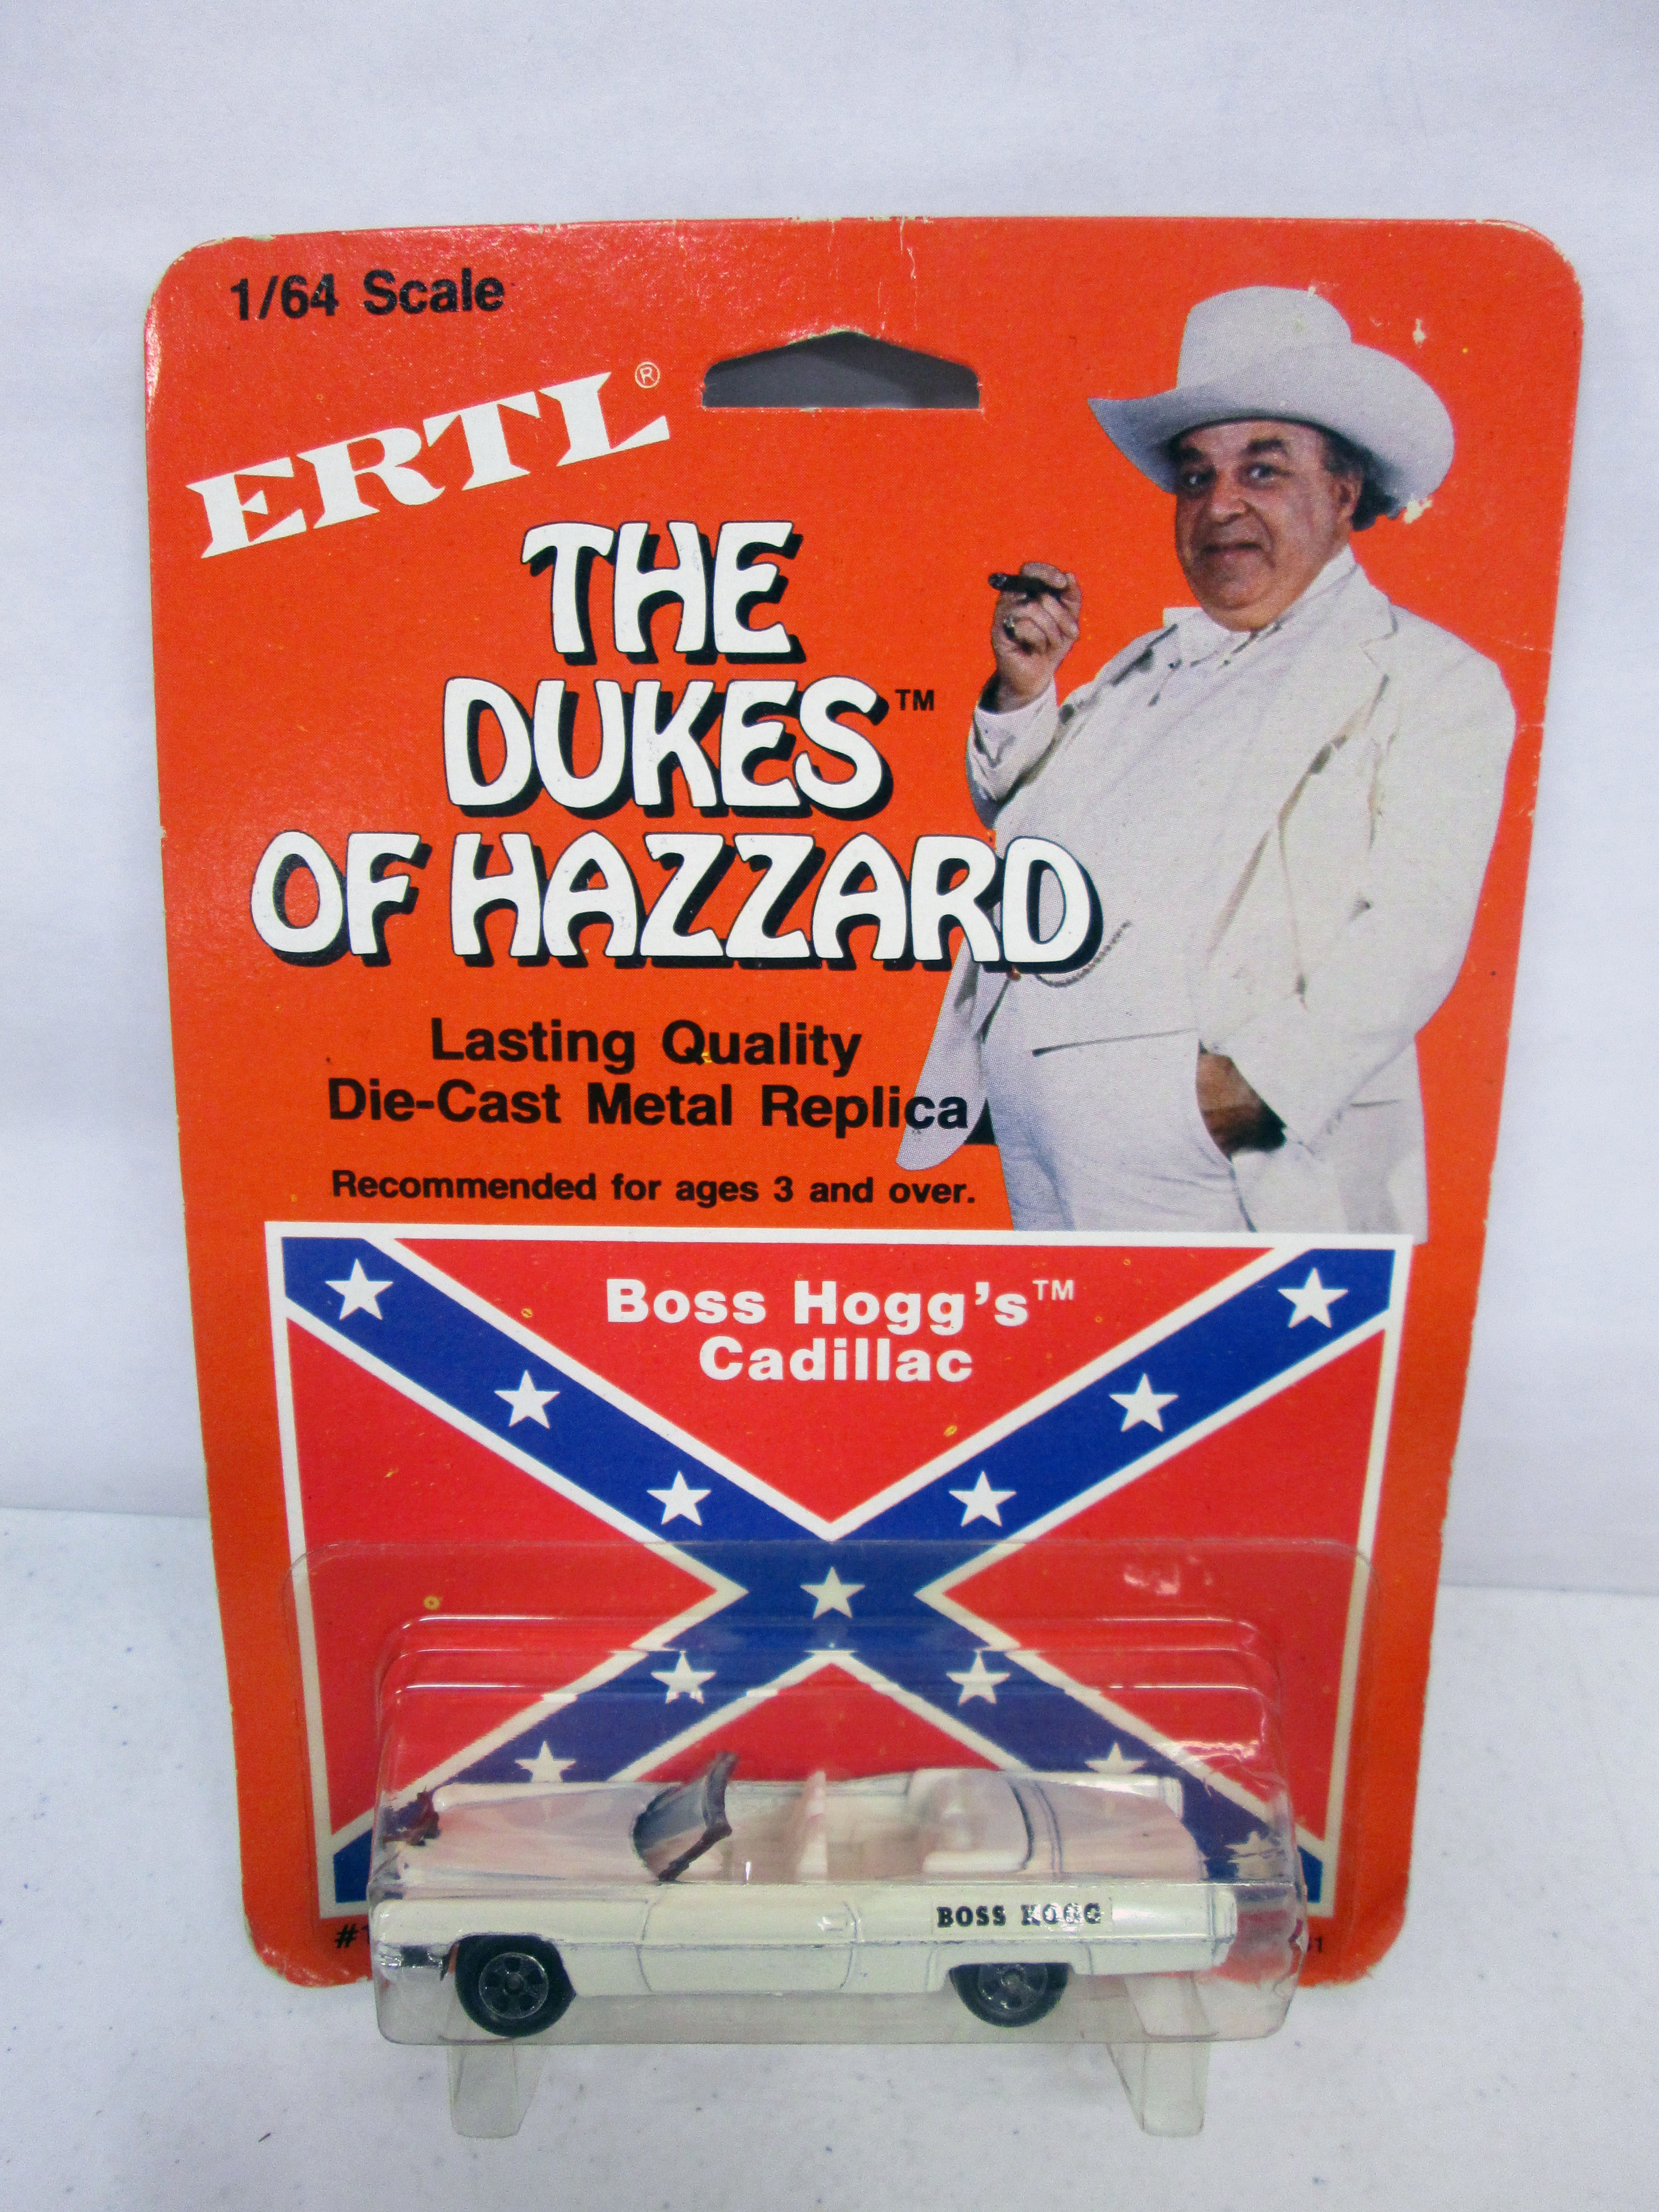 1/64 Scale
ERTL®
THE
DUKES™
OF HAZZARD
Lasting Quality
Die-Cast Metal Replica
Recommended for ages 3 and over.
Boss Hogg's™
Cadillac
BOSS HOGG